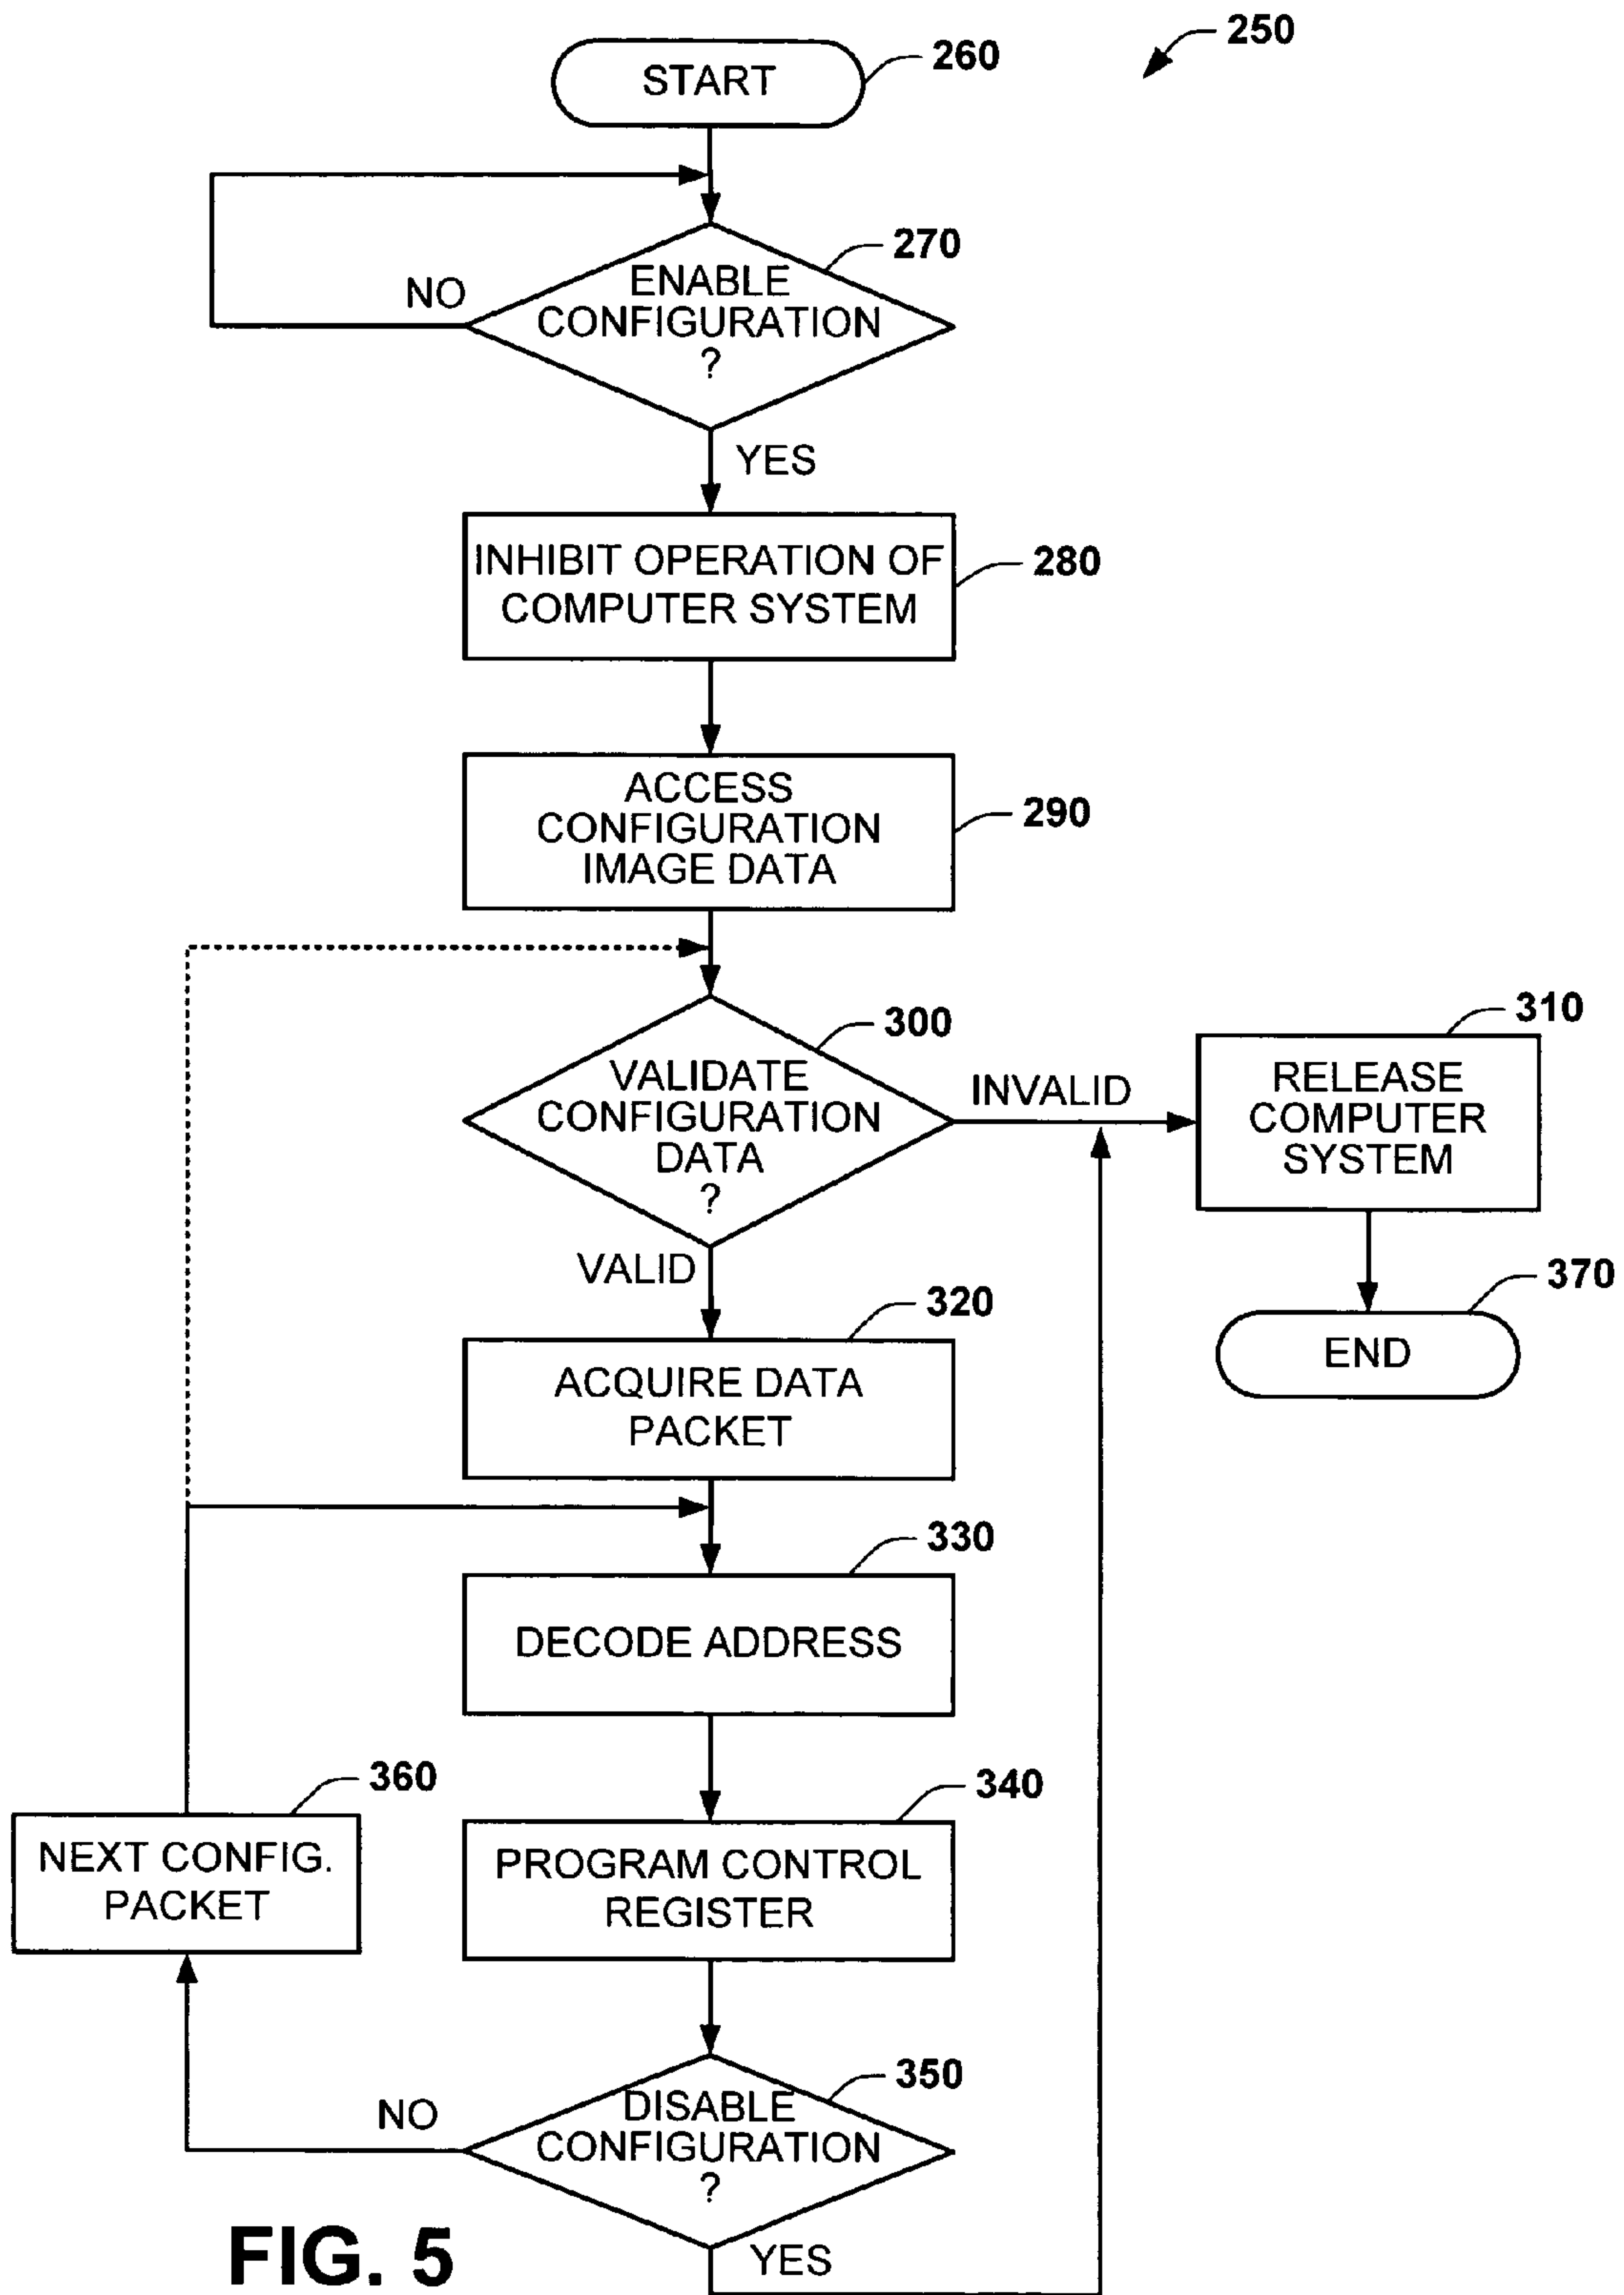 250
START
260
270
ENABLE
CONFIGURATION
?
NO
YES
INHIBIT OPERATION OF
COMPUTER SYSTEM
280
ACCESS
CONFIGURATION
IMAGE DATA
290
300
VALIDATE
CONFIGURATION
DATA
?
INVALID
310
RELEASE
COMPUTER
SYSTEM
VALID
370
END
320
ACQUIRE DATA
PACKET
330
DECODE ADDRESS
360
NEXT CONFIG.
PACKET
340
PROGRAM CONTROL
REGISTER
350
DISABLE
CONFIGURATION
?
NO
YES
FIG. 5